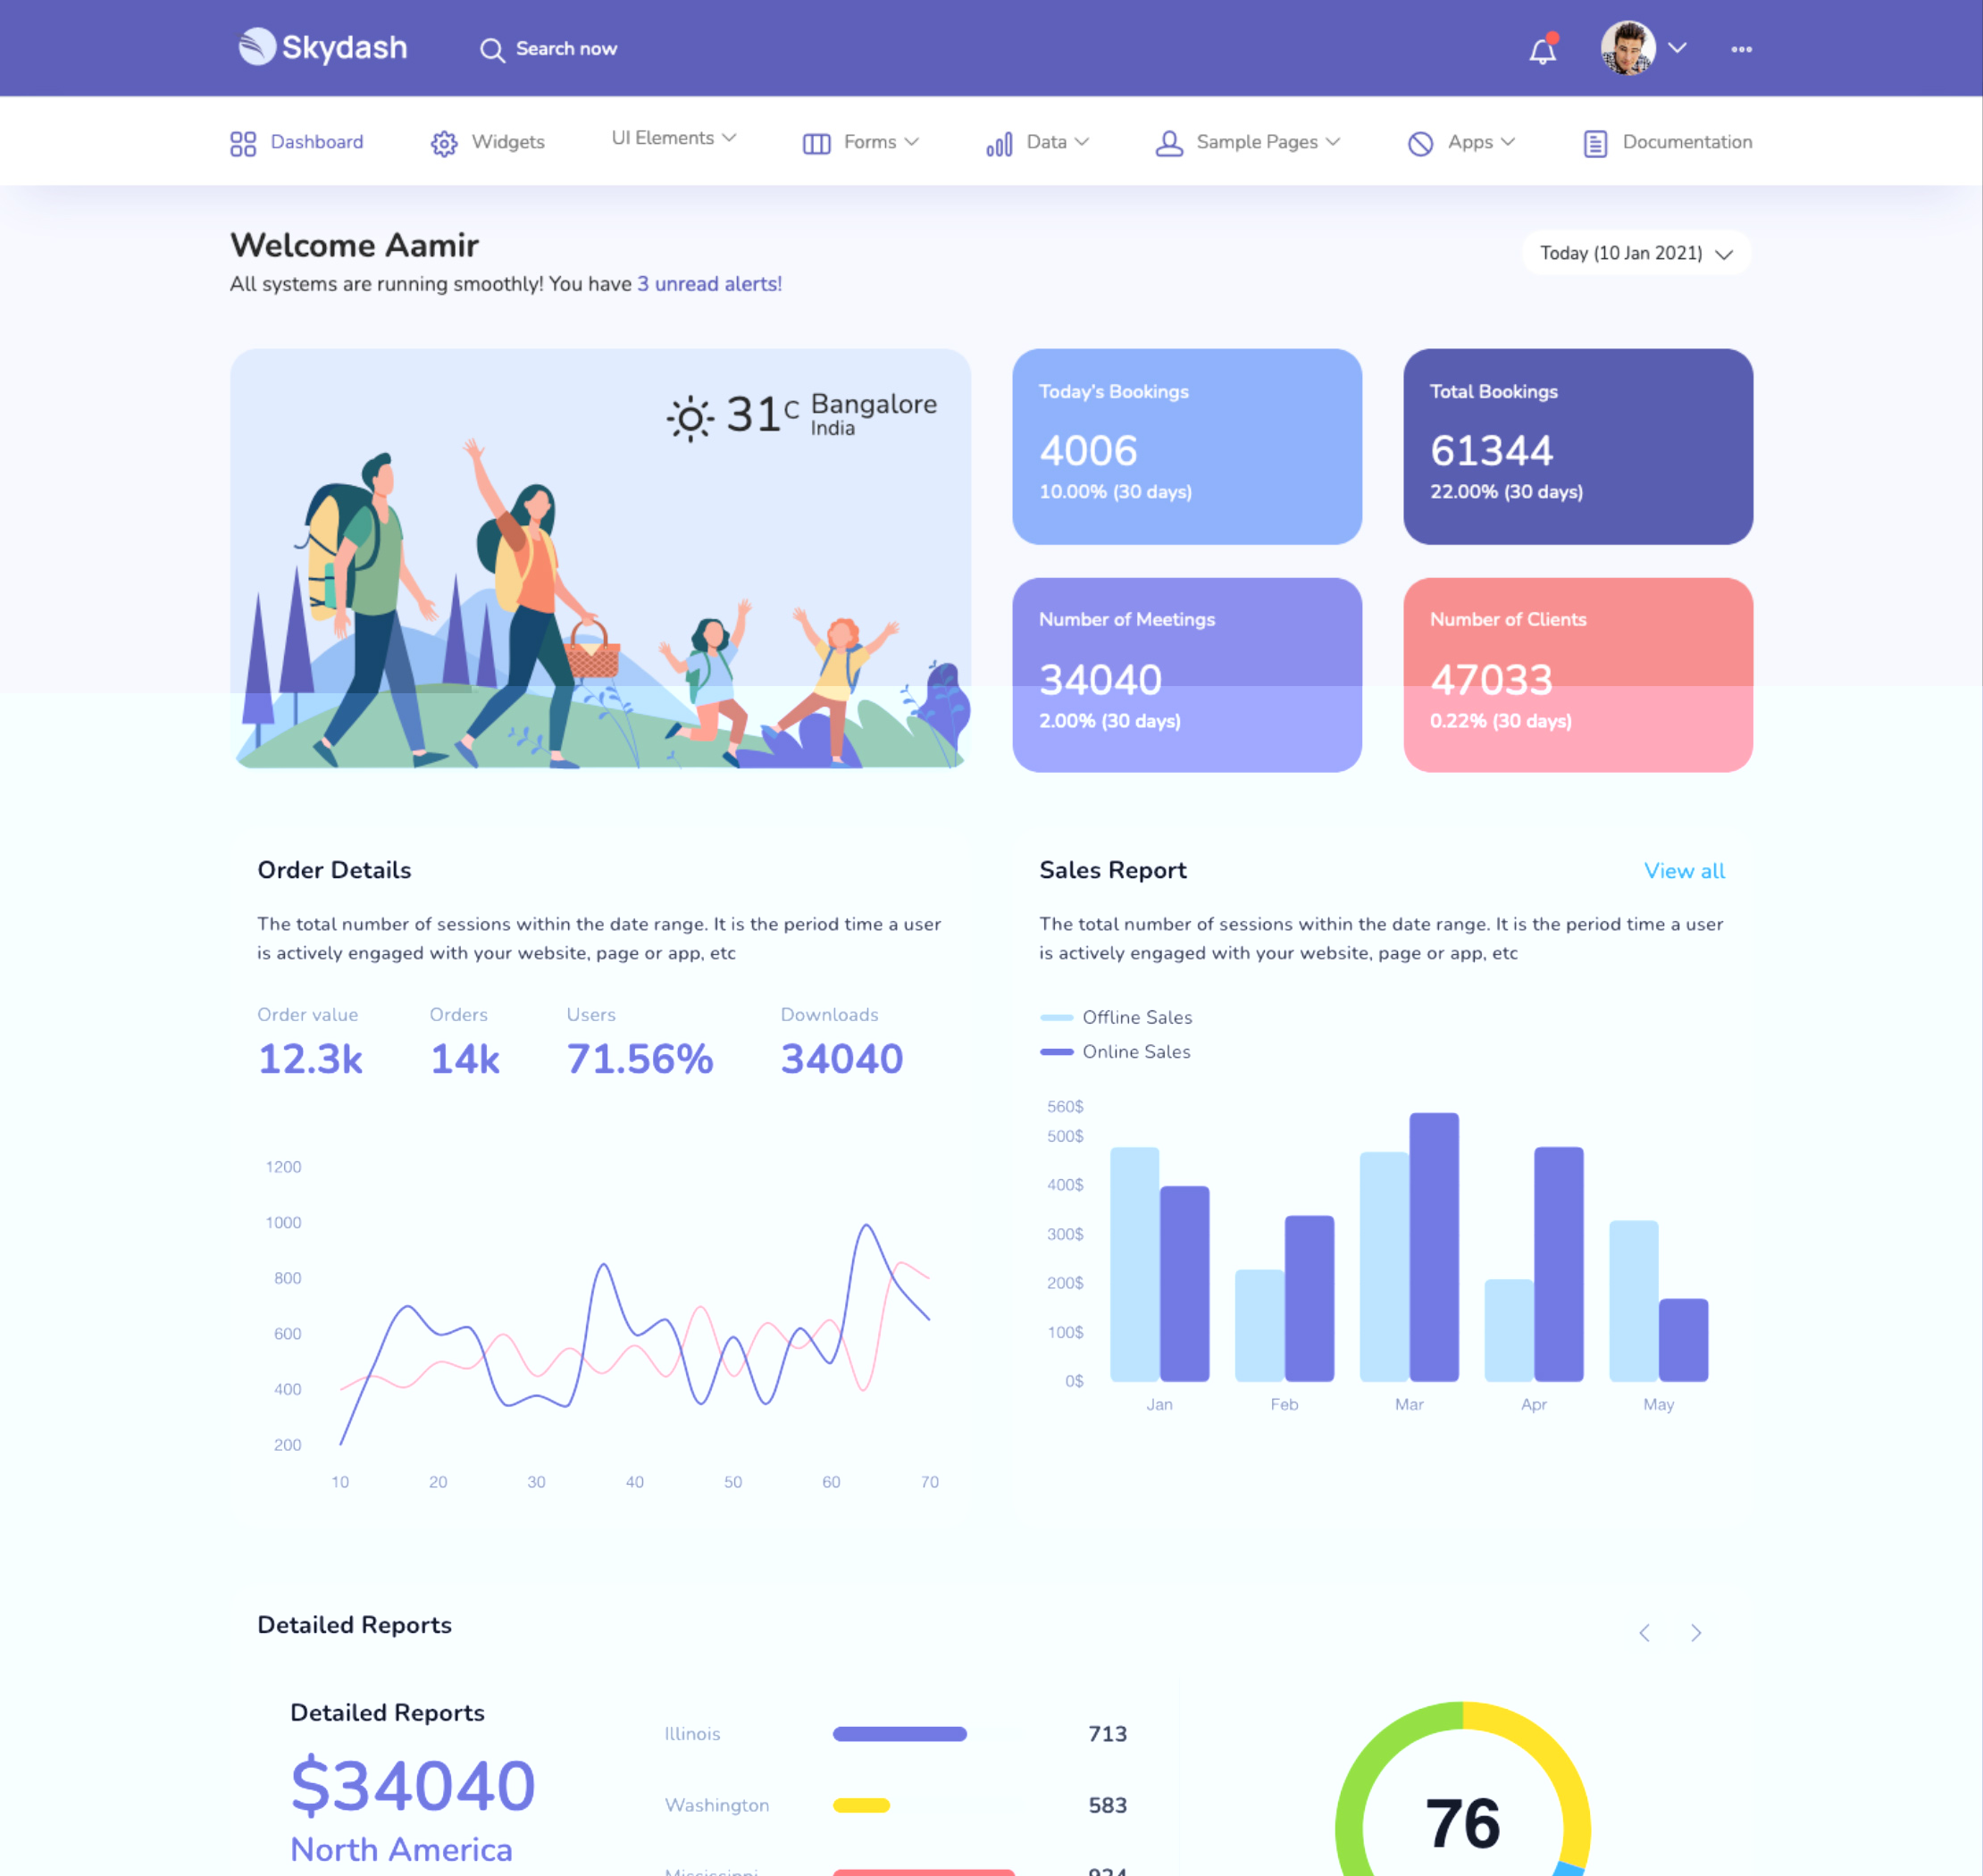 Skydash
Search now
Dashboard
Widgets
UI Elements
Forms
Data
Sample Pages
Apps
Documentation
Welcome Aamir
Today (10 Jan 2021)
All systems are running smoothly! You have 3 unread alerts!
31 C Bangalore
India
Today's Bookings
4006
10.00% (30 days)
Total Bookings
61344
22.00% (30 days)
Number of Meetings
34040
2.00% (30 days)
Number of Clients
47033
0.22% (30 days)
Order Details
The total number of sessions within the date range. It is the period time a user
is actively engaged with your website, page or app, etc
Order value
12.3k
Orders
14k
Users
71.56%
Downloads
34040
1200
1000
800
600
400
200
10 20 30 40 50 60 70
Sales Report
View all
The total number of sessions within the date range. It is the period time a user
is actively engaged with your website, page or app, etc
Offline Sales
Online Sales
560$
500$
400$
300$
200$
100$
0$
Jan Feb Mar Apr May
Detailed Reports
Detailed Reports
$34040
North America
Illinois 713
Washington 583
Mississippi 924
76